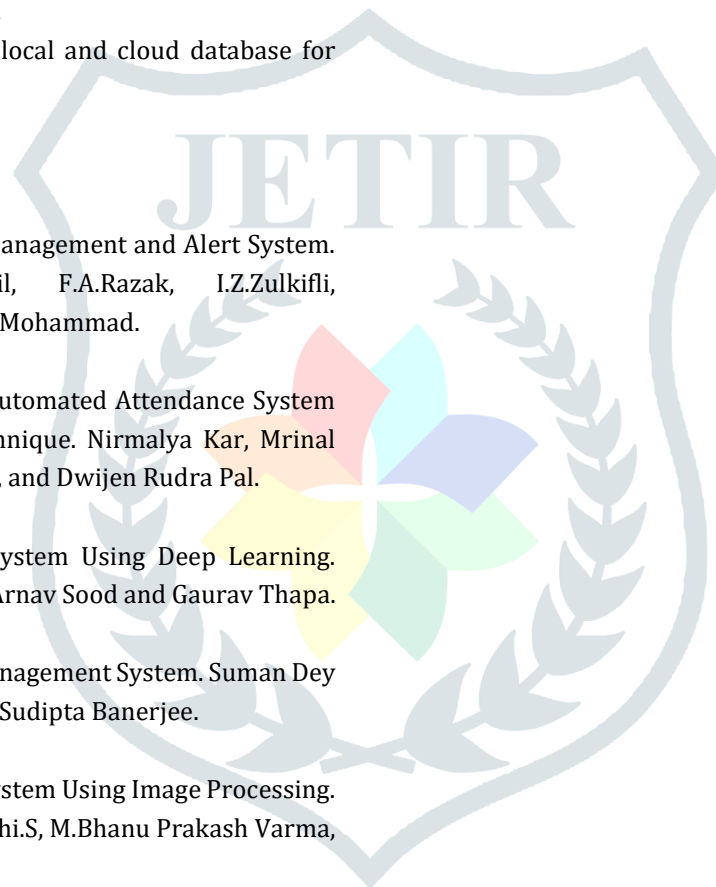 local and cloud database for
JETIR
anagement and Alert System.
il, F.A.Razak, I.Z.Zulkifli,
Mohammad.
utomated Attendance System
hnique. Nirmalya Kar, Mrinal
, and Dwijen Rudra Pal.
ystem Using Deep Learning.
Arnav Sood and Gaurav Thapa.
nagement System. Suman Dey
Sudipta Banerjee.
ystem Using Image Processing.
hi.S, M.Bhanu Prakash Varma,